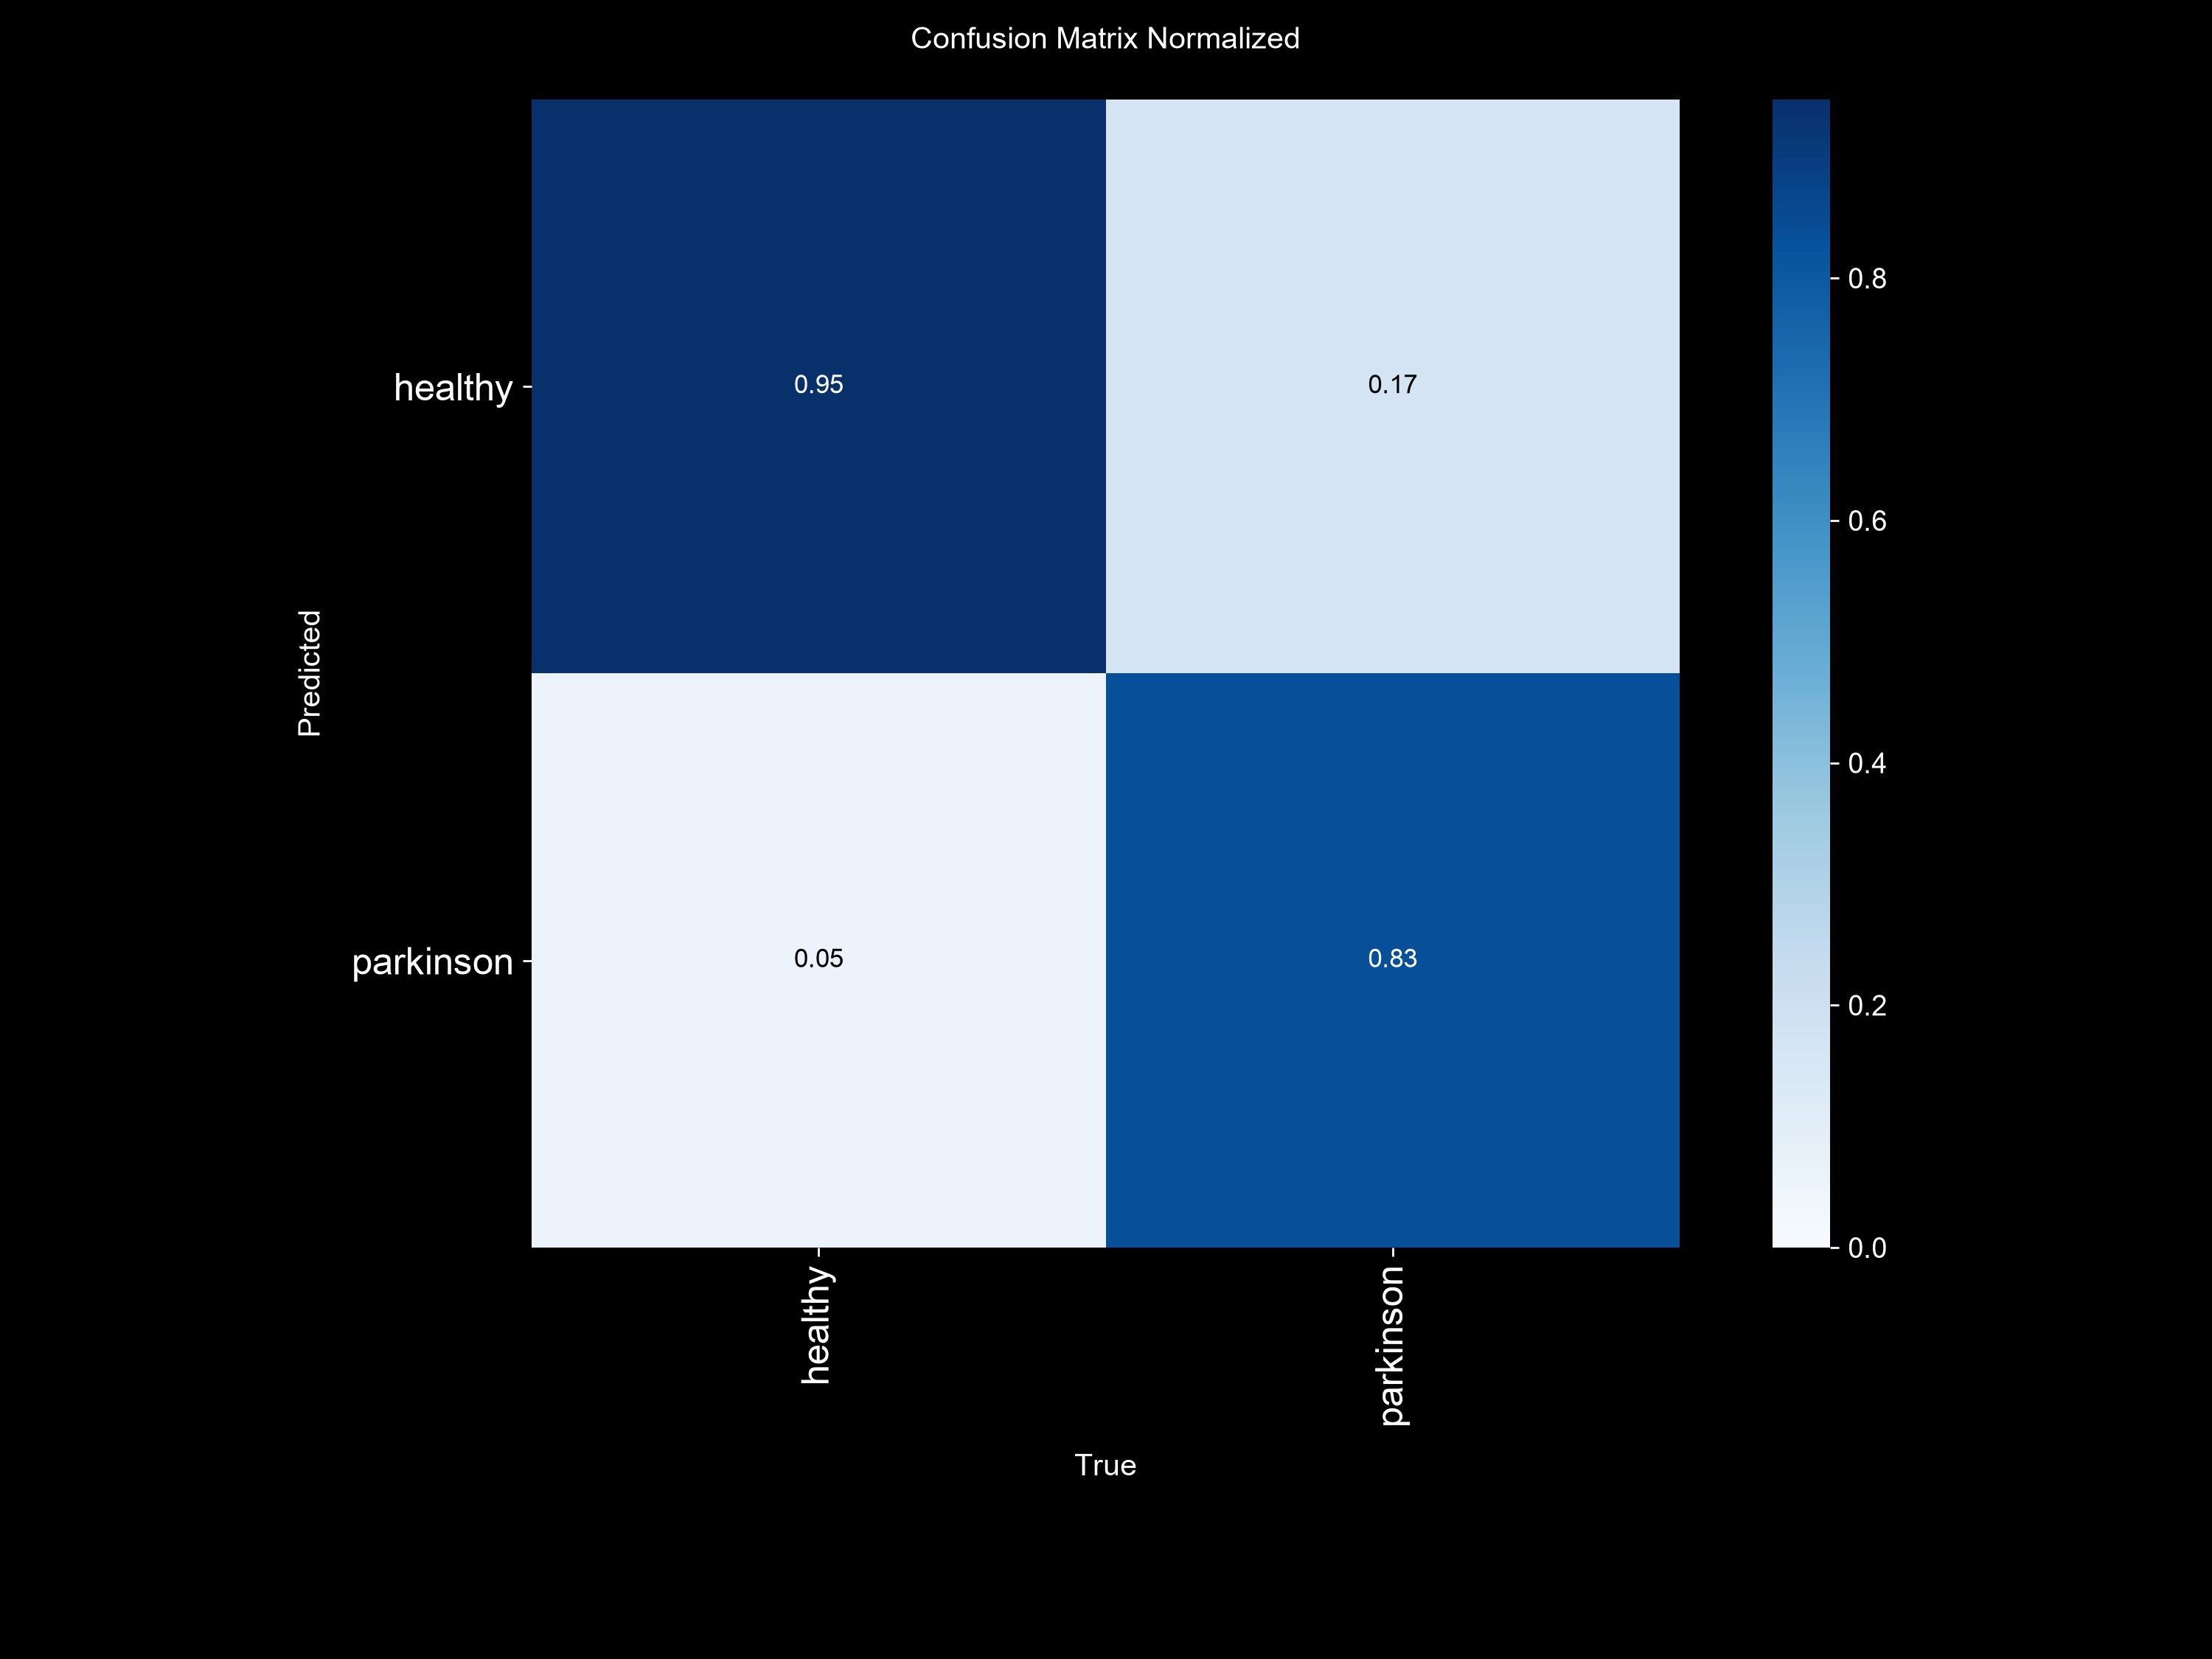 Confusion Matrix Normalized
healthy
0.95
0.17
0.8
0.6
Predicted
0.4
parkinson
0.05
0.83
0.2
0.0
healthy
parkinson
True